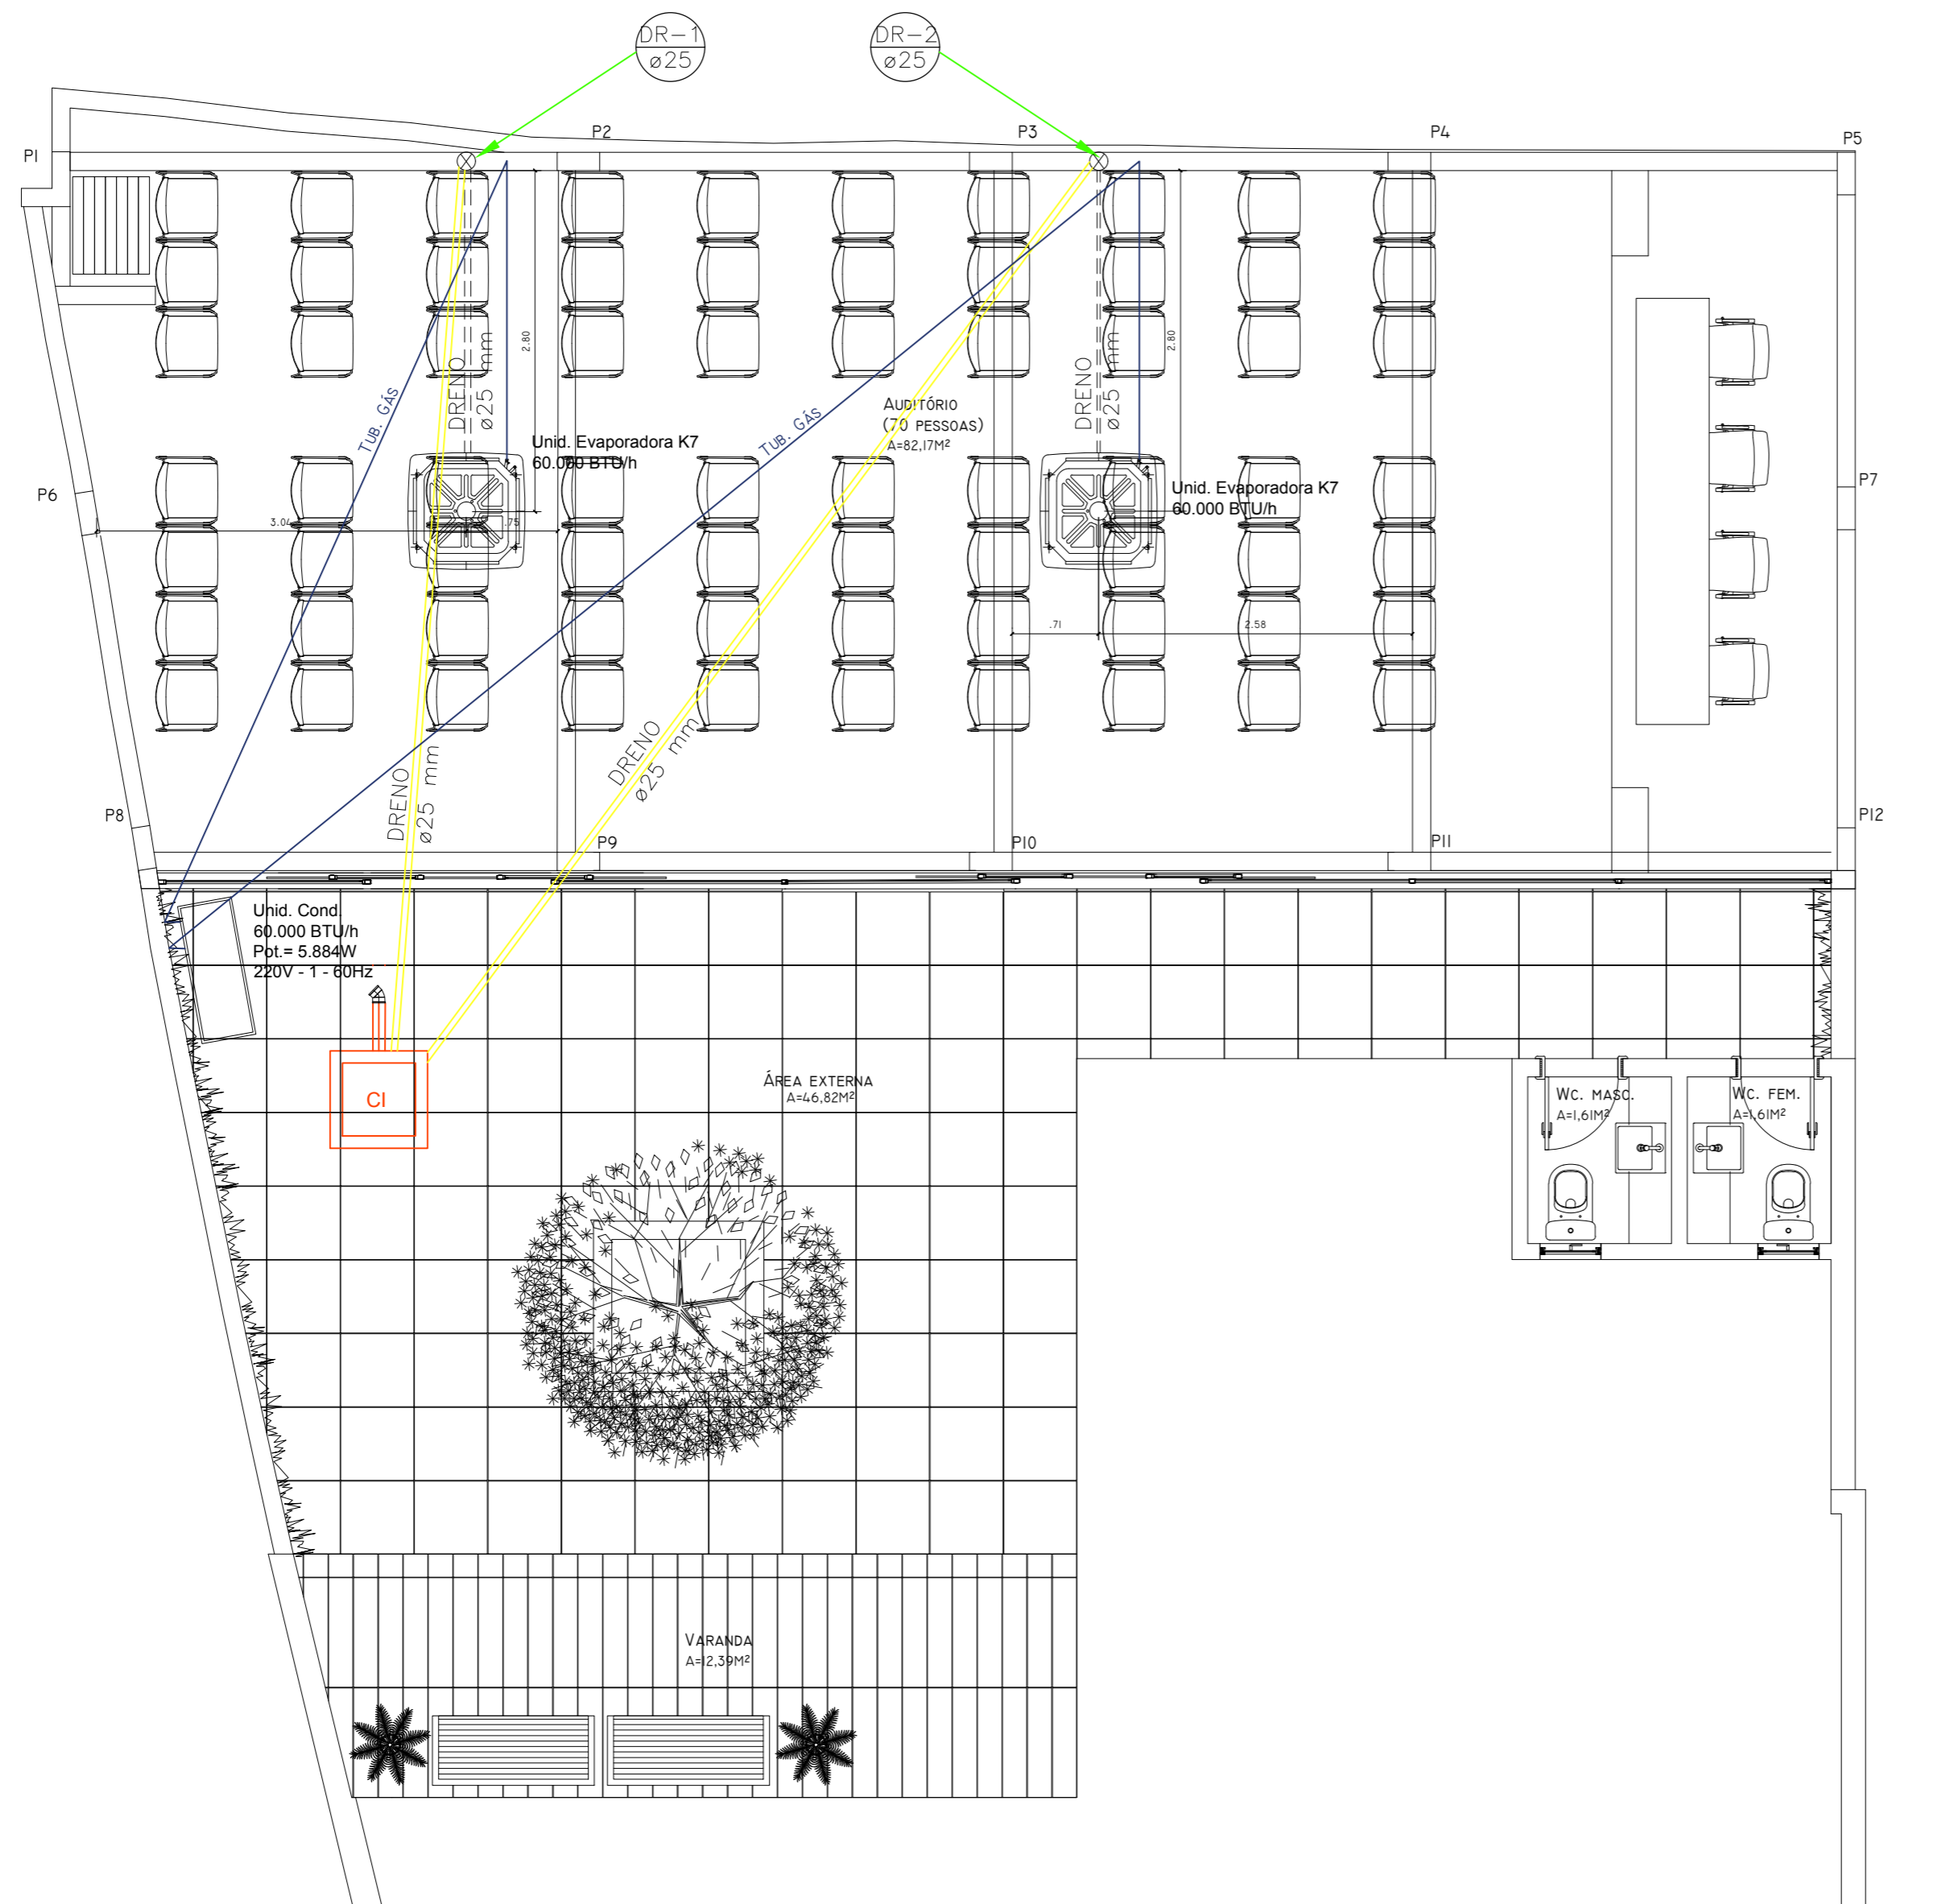 DR-1
ø25
DR-2
ø25
P1
P2
P3
P4
P5
2.80
2.80
TUB. GÁS
DRENO
ø25 mm
Unid. Evaporadora K7
60.000 BTU/h
TUB. GÁS
AUDITÓRIO
(70 PESSOAS)
A=82,17M²
DRENO
ø25 mm
Unid. Evaporadora K7
60.000 BTU/h
P6
P7
3.04
.75
.71
2.58
DRENO
ø25 mm
DRENO
ø25 mm
P8
P9
P10
P11
P12
Unid. Cond.
60.000 BTU/h
Pot.= 5.884W
220V - 1 - 60Hz
CI
ÁREA EXTERNA
A=46,82M²
WC. MASC.
A=1,61M²
WC. FEM.
A=1,61M²
VARANDA
A=12,39M²